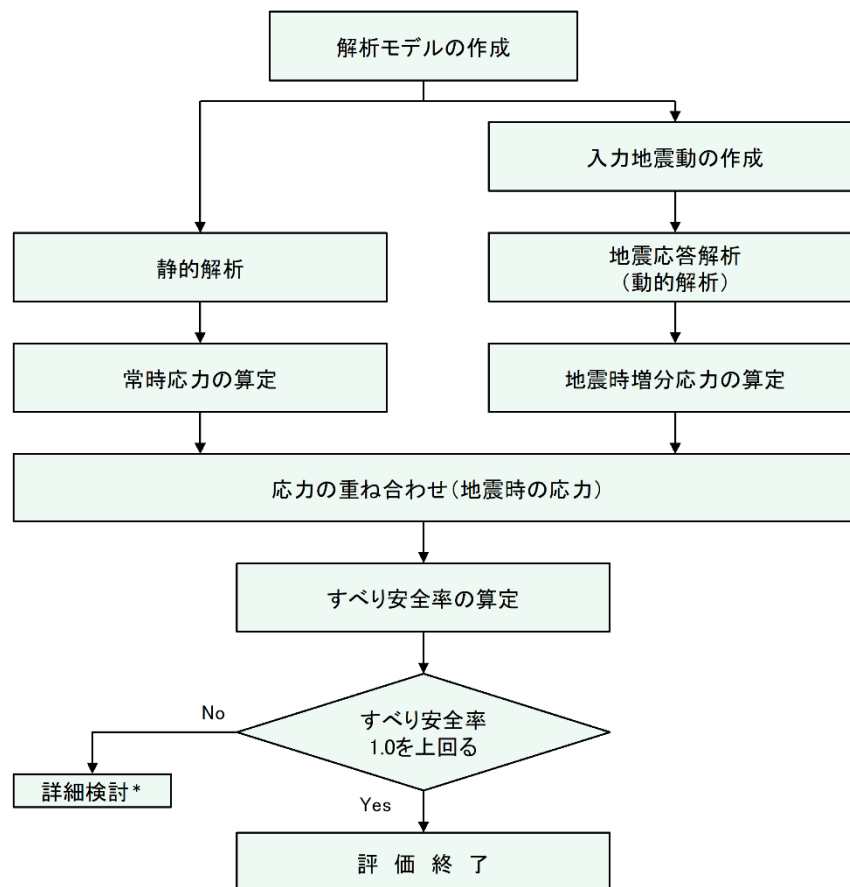 解析モデルの作成
入力地震動の作成
静的解析
地震応答解析
（動的解析）
常時応力の算定
地震時増分応力の算定
応力の重ね合わせ（地震時の応力）
すべり安全率の算定
すべり安全率
1.0を上回る
No
詳細検討*
Yes
評 価 終 了